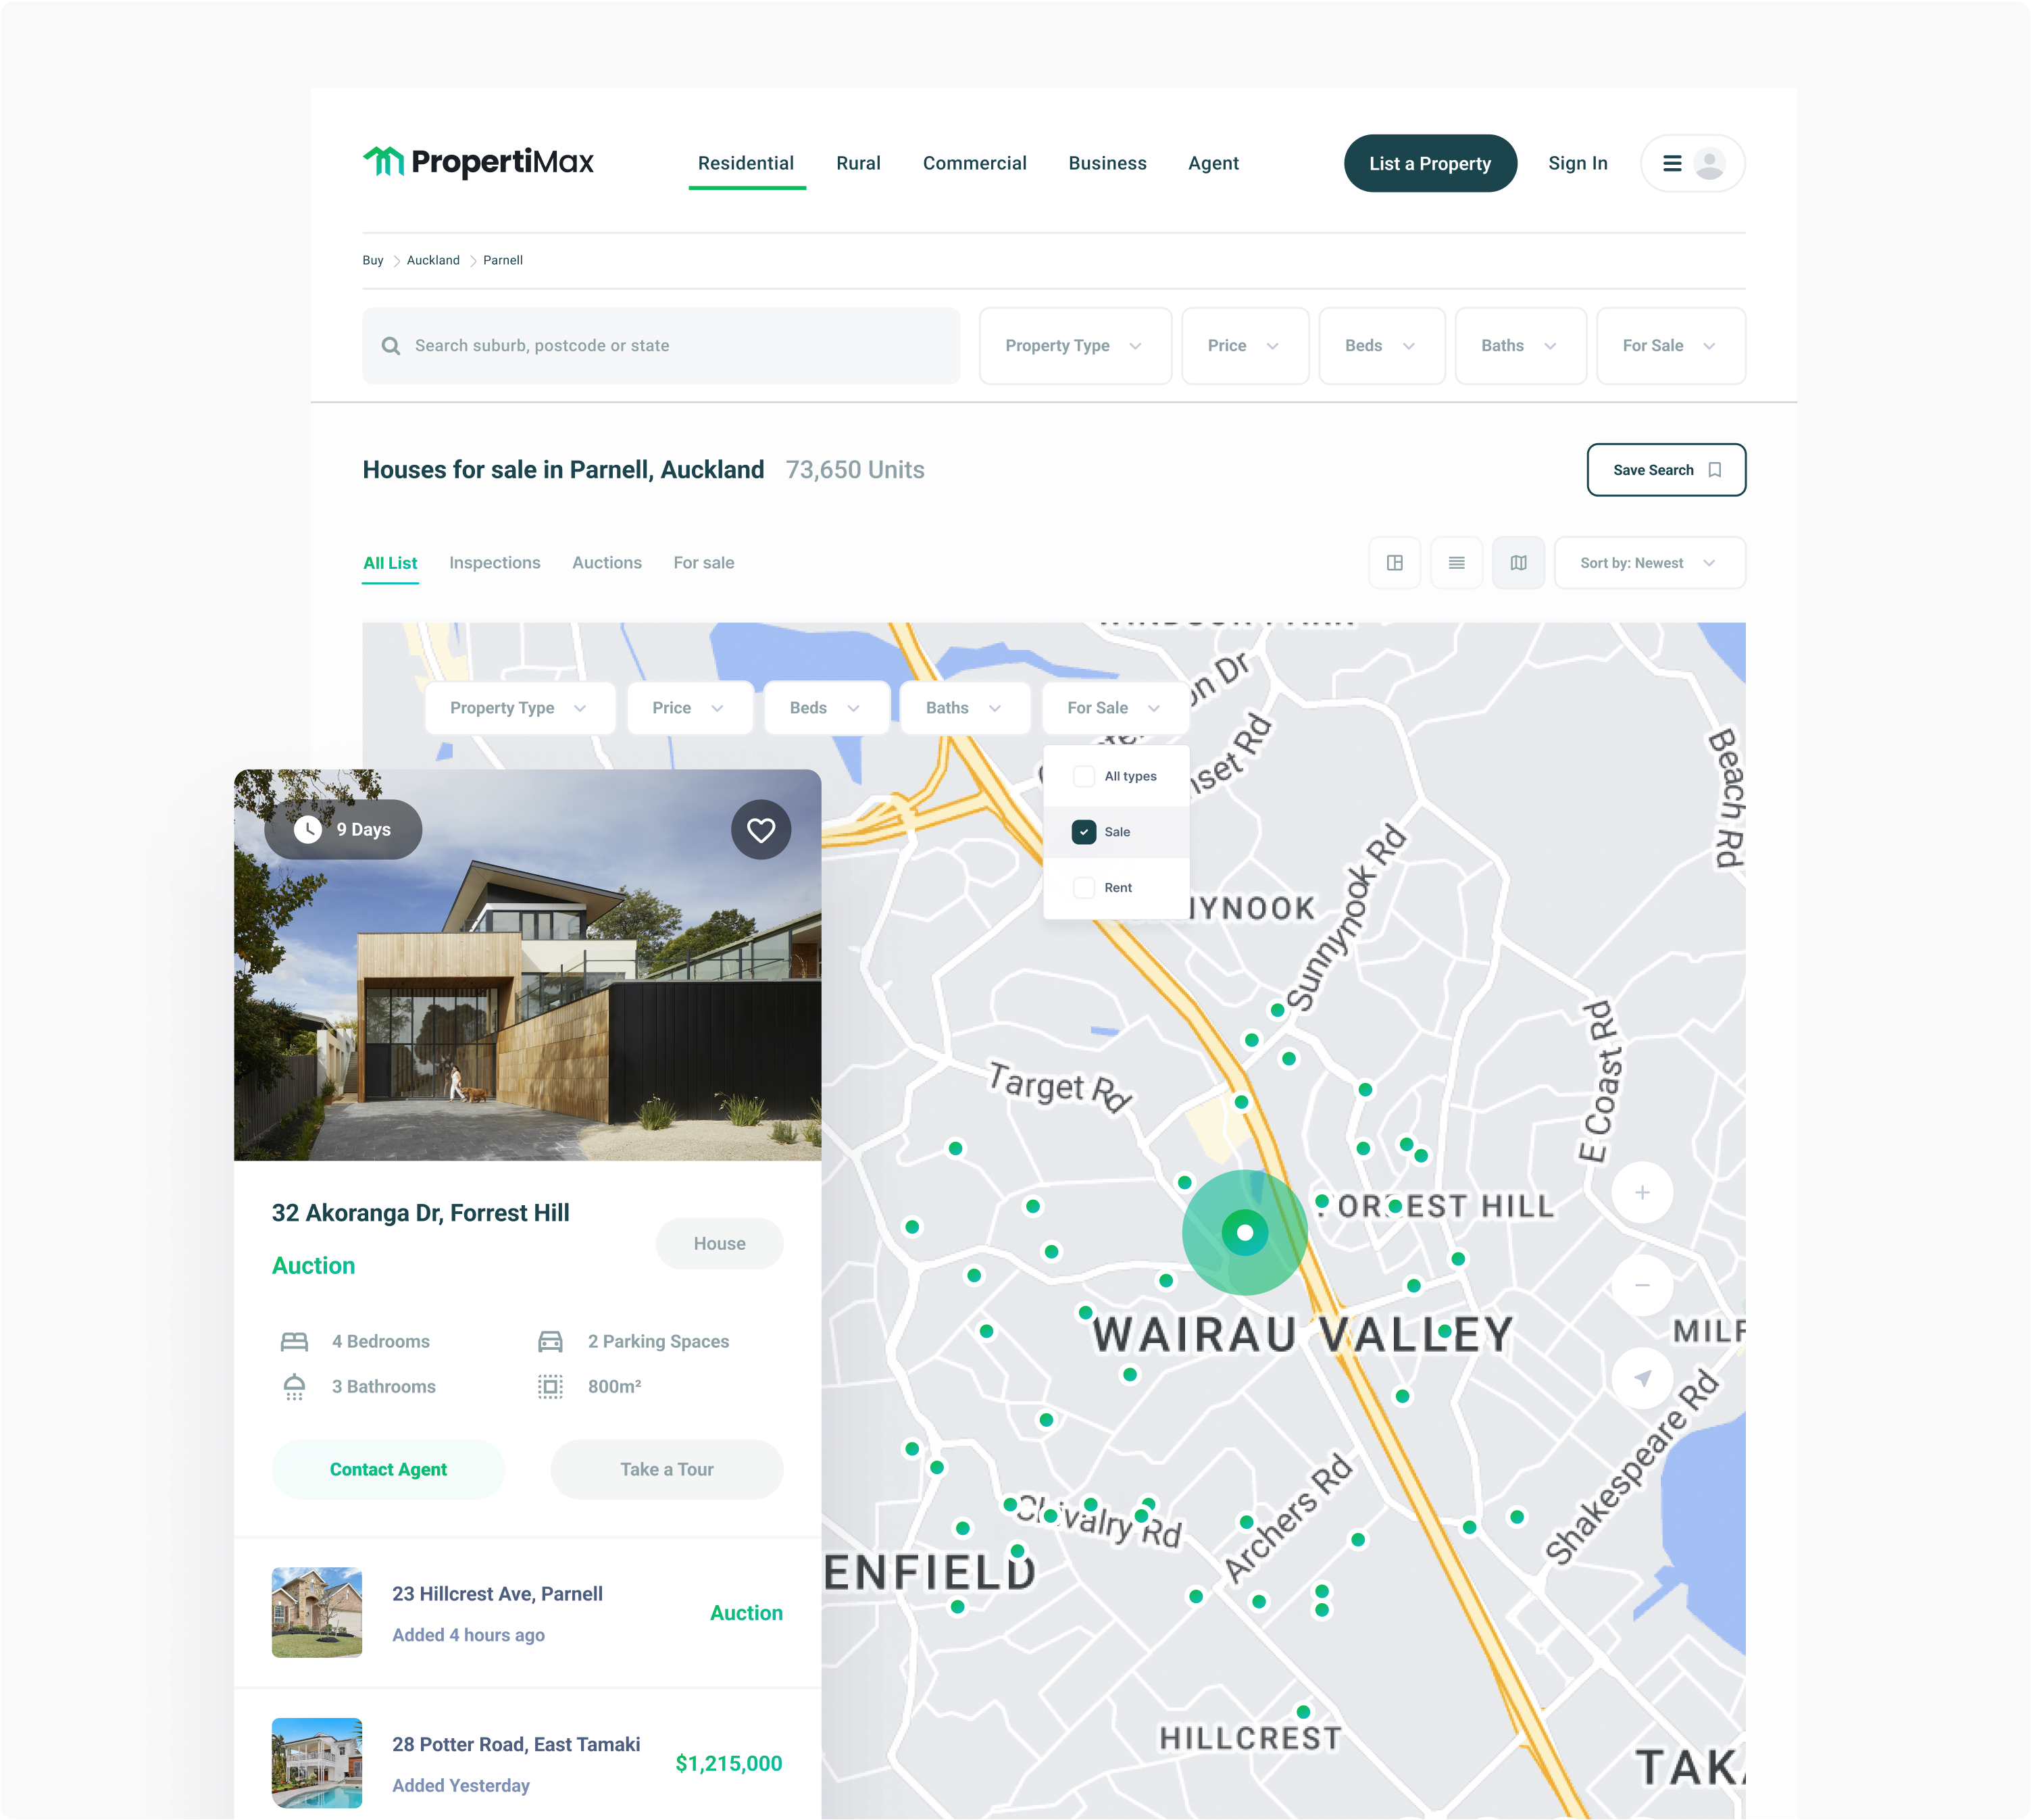 PropertiMax
Residential
Rural
Commercial
Business
Agent
List a Property
Sign In
Buy
Auckland
Parnell
Search suburb, postcode or state
Property Type
Price
Beds
Baths
For Sale
Houses for sale in Parnell, Auckland
73,650 Units
Save Search
All List
Inspections
Auctions
For sale
Sort by: Newest
Property Type
Price
Beds
Baths
For Sale
All types
Sale
Rent
Beach Rd
Sunnynook Rd
Target Rd
E Coast Rd
FORREST HILL
WAIRAU VALLEY
Shakespeare Rd
Archers Rd
Chivalry Rd
ENFIELD
HILLCREST
9 Days
32 Akoranga Dr, Forrest Hill
Auction
House
4 Bedrooms
2 Parking Spaces
3 Bathrooms
800m²
Contact Agent
Take a Tour
23 Hillcrest Ave, Parnell
Added 4 hours ago
Auction
28 Potter Road, East Tamaki
Added Yesterday
$1,215,000